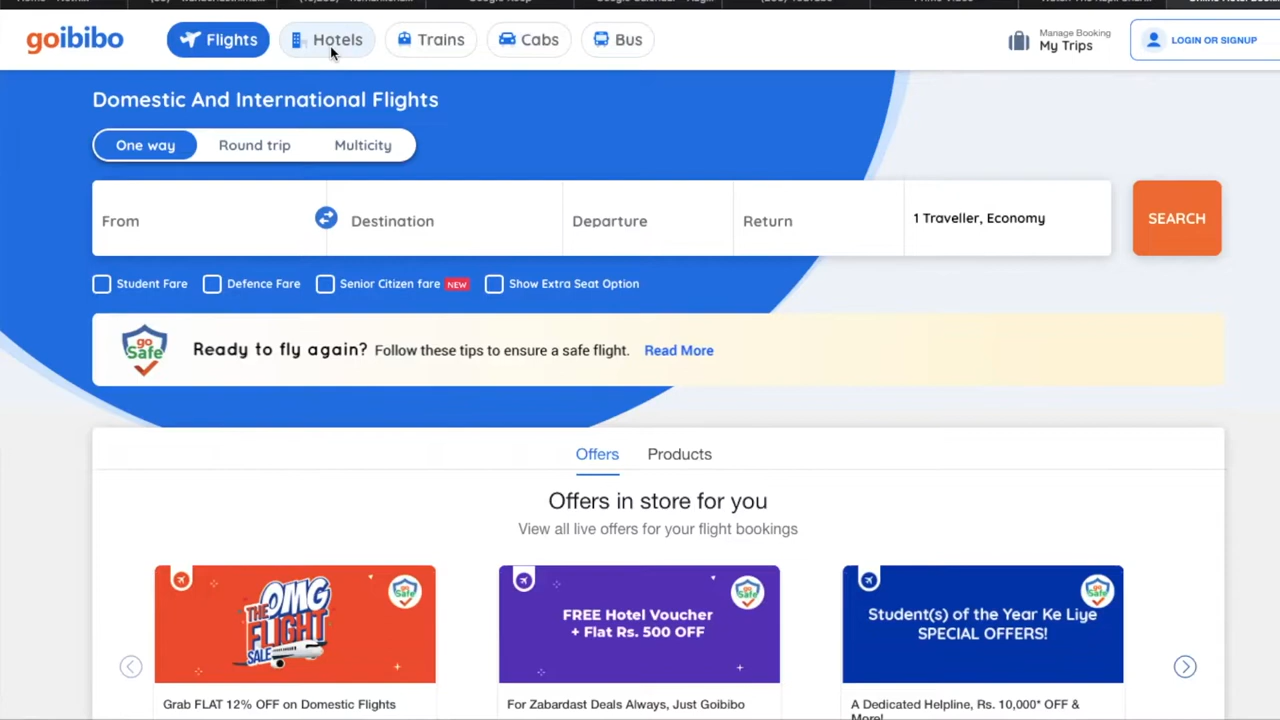 goibibo
Flights
Hotels
Trains
Cabs
Bus
Manage Booking
My Trips
LOGIN OR SIGNUP
Domestic And International Flights
One way
Round trip
Multicity
From
Destination
Departure
Return
1 Traveller, Economy
SEARCH
Student Fare
Defence Fare
Senior Citizen fare NEW
Show Extra Seat Option
go
Safe
Ready to fly again? Follow these tips to ensure a safe flight. Read More
Offers
Products
Offers in store for you
View all live offers for your flight bookings
THE OMG
FLIGHT
SALE
FREE Hotel Voucher
+ Flat Rs. 500 OFF
Student(s) of the Year Ke Liye
SPECIAL OFFERS!
Grab FLAT 12% OFF on Domestic Flights
For Zabardast Deals Always, Just Goibibo
A Dedicated Helpline, Rs. 10,000* OFF &
More!